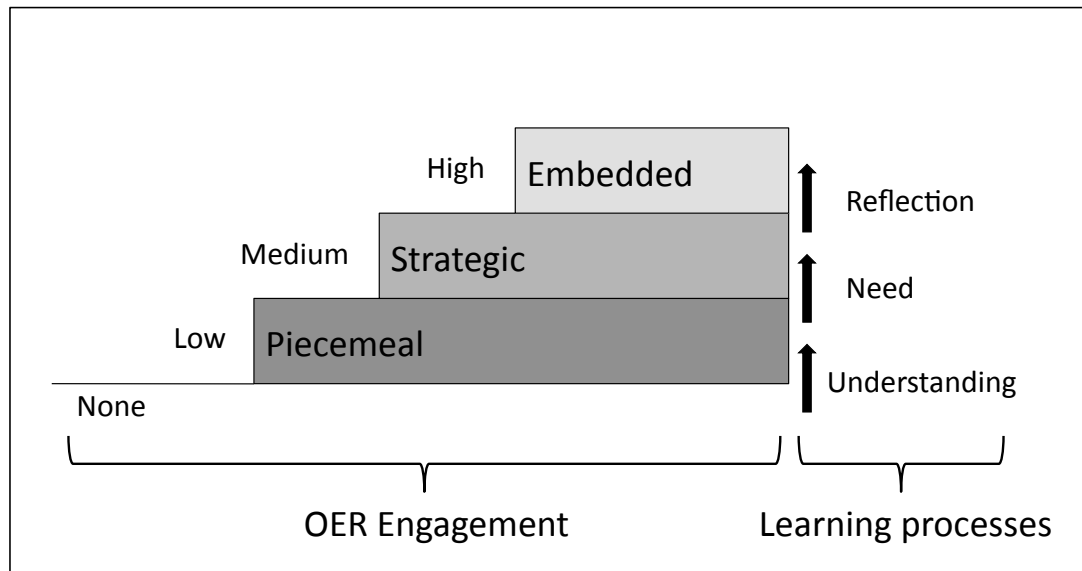 High
Embedded
Reflection
Medium
Strategic
Need
Low
Piecemeal
Understanding
None
OER Engagement
Learning processes